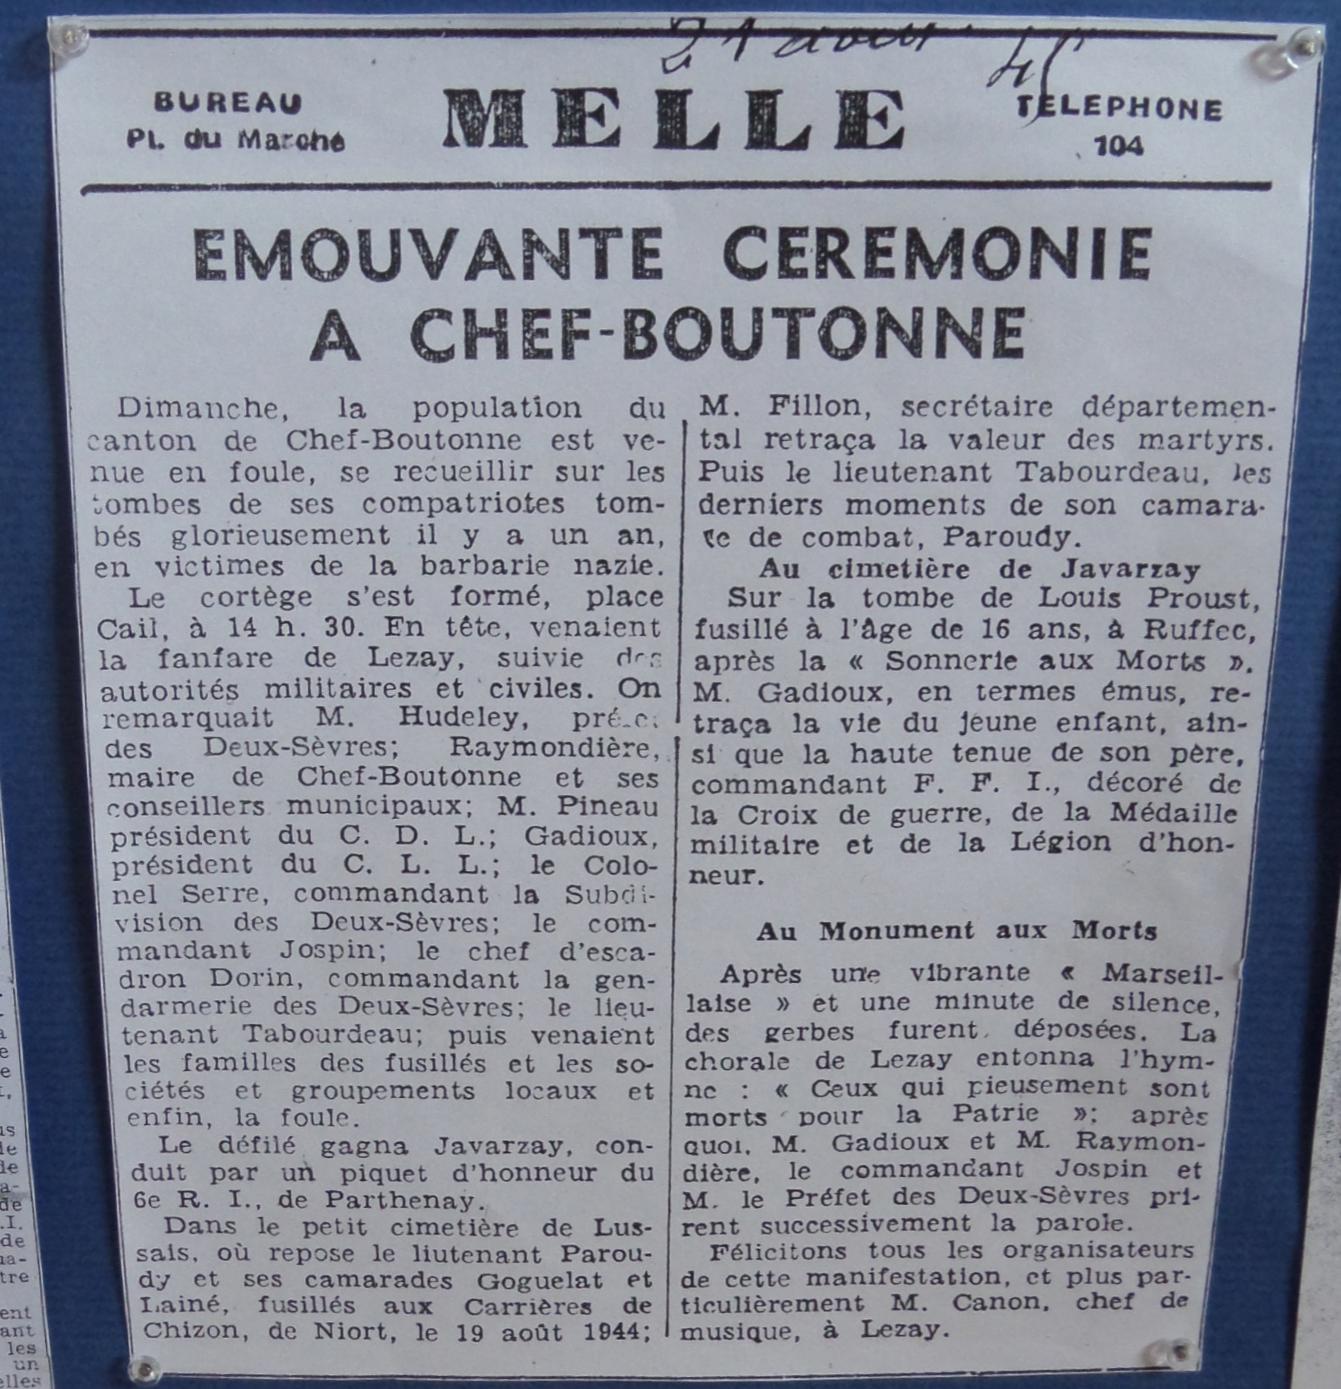 21 août 45
BUREAU
Pl. du Marché
MELLE
TELEPHONE
104
EMOUVANTE CEREMONIE
A CHEF-BOUTONNE
Dimanche, la population du
canton de Chef-Boutonne est ve-
nue en foule, se recueillir sur les
tombes de ses compatriotes tom-
bés glorieusement il y a un an,
en victimes de la barbarie nazie.
Le cortège s'est formé, place
Cail, à 14 h. 30. En tête, venaient
la fanfare de Lezay, suivie des
autorités militaires et civiles. On
remarquait M. Hudeley, préfet
des Deux-Sèvres; Raymondière,
maire de Chef-Boutonne et ses
conseillers municipaux; M. Pineau
président du C. D. L.; Gadioux,
président du C. L. L.; le Colo-
nel Serre, commandant la Subdi-
vision des Deux-Sèvres; le com-
mandant Jospin; le chef d'esca-
dron Dorin, commandant la gen-
darmerie des Deux-Sèvres; le lieu-
tenant Tabourdeau; puis venaient
les familles des fusillés et les so-
ciétés et groupements locaux et
enfin, la foule.
Le défilé gagna Javarzay, con-
duit par un piquet d'honneur du
6e R. I., de Parthenay.
Dans le petit cimetière de Lus-
sais, où repose le liutenant Parou-
dy et ses camarades Goguelat et
Lainé, fusillés aux Carrières de
Chizon, de Niort, le 19 août 1944;
M. Fillon, secrétaire départemen-
tal retraça la valeur des martyrs.
Puis le lieutenant Tabourdeau, les
derniers moments de son camara-
de de combat, Paroudy.
Au cimetière de Javarzay
Sur la tombe de Louis Proust,
fusillé à l'âge de 16 ans, à Ruffec,
après la « Sonnerie aux Morts ».
M. Gadioux, en termes émus, re-
traça la vie du jeune enfant, ain-
si que la haute tenue de son père,
commandant F. F. I., décoré de
la Croix de guerre, de la Médaille
militaire et de la Légion d'hon-
neur.
Au Monument aux Morts
Après une vibrante « Marseil-
laise » et une minute de silence,
des gerbes furent déposées. La
chorale de Lezay entonna l'hym-
ne : « Ceux qui pieusement sont
morts pour la Patrie »; après
quoi, M. Gadioux et M. Raymon-
dière, le commandant Jospin et
M. le Préfet des Deux-Sèvres pri-
rent successivement la parole.
Félicitons tous les organisateurs
de cette manifestation, et plus par-
ticulièrement M. Canon, chef de
musique, à Lezay.